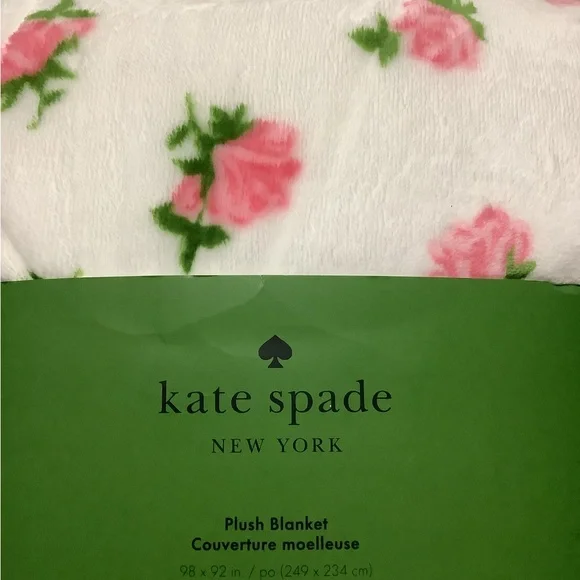 kate spade
NEW YORK
Plush Blanket
Couverture moelleuse
98 x 92 in / po (249 x 234 cm)